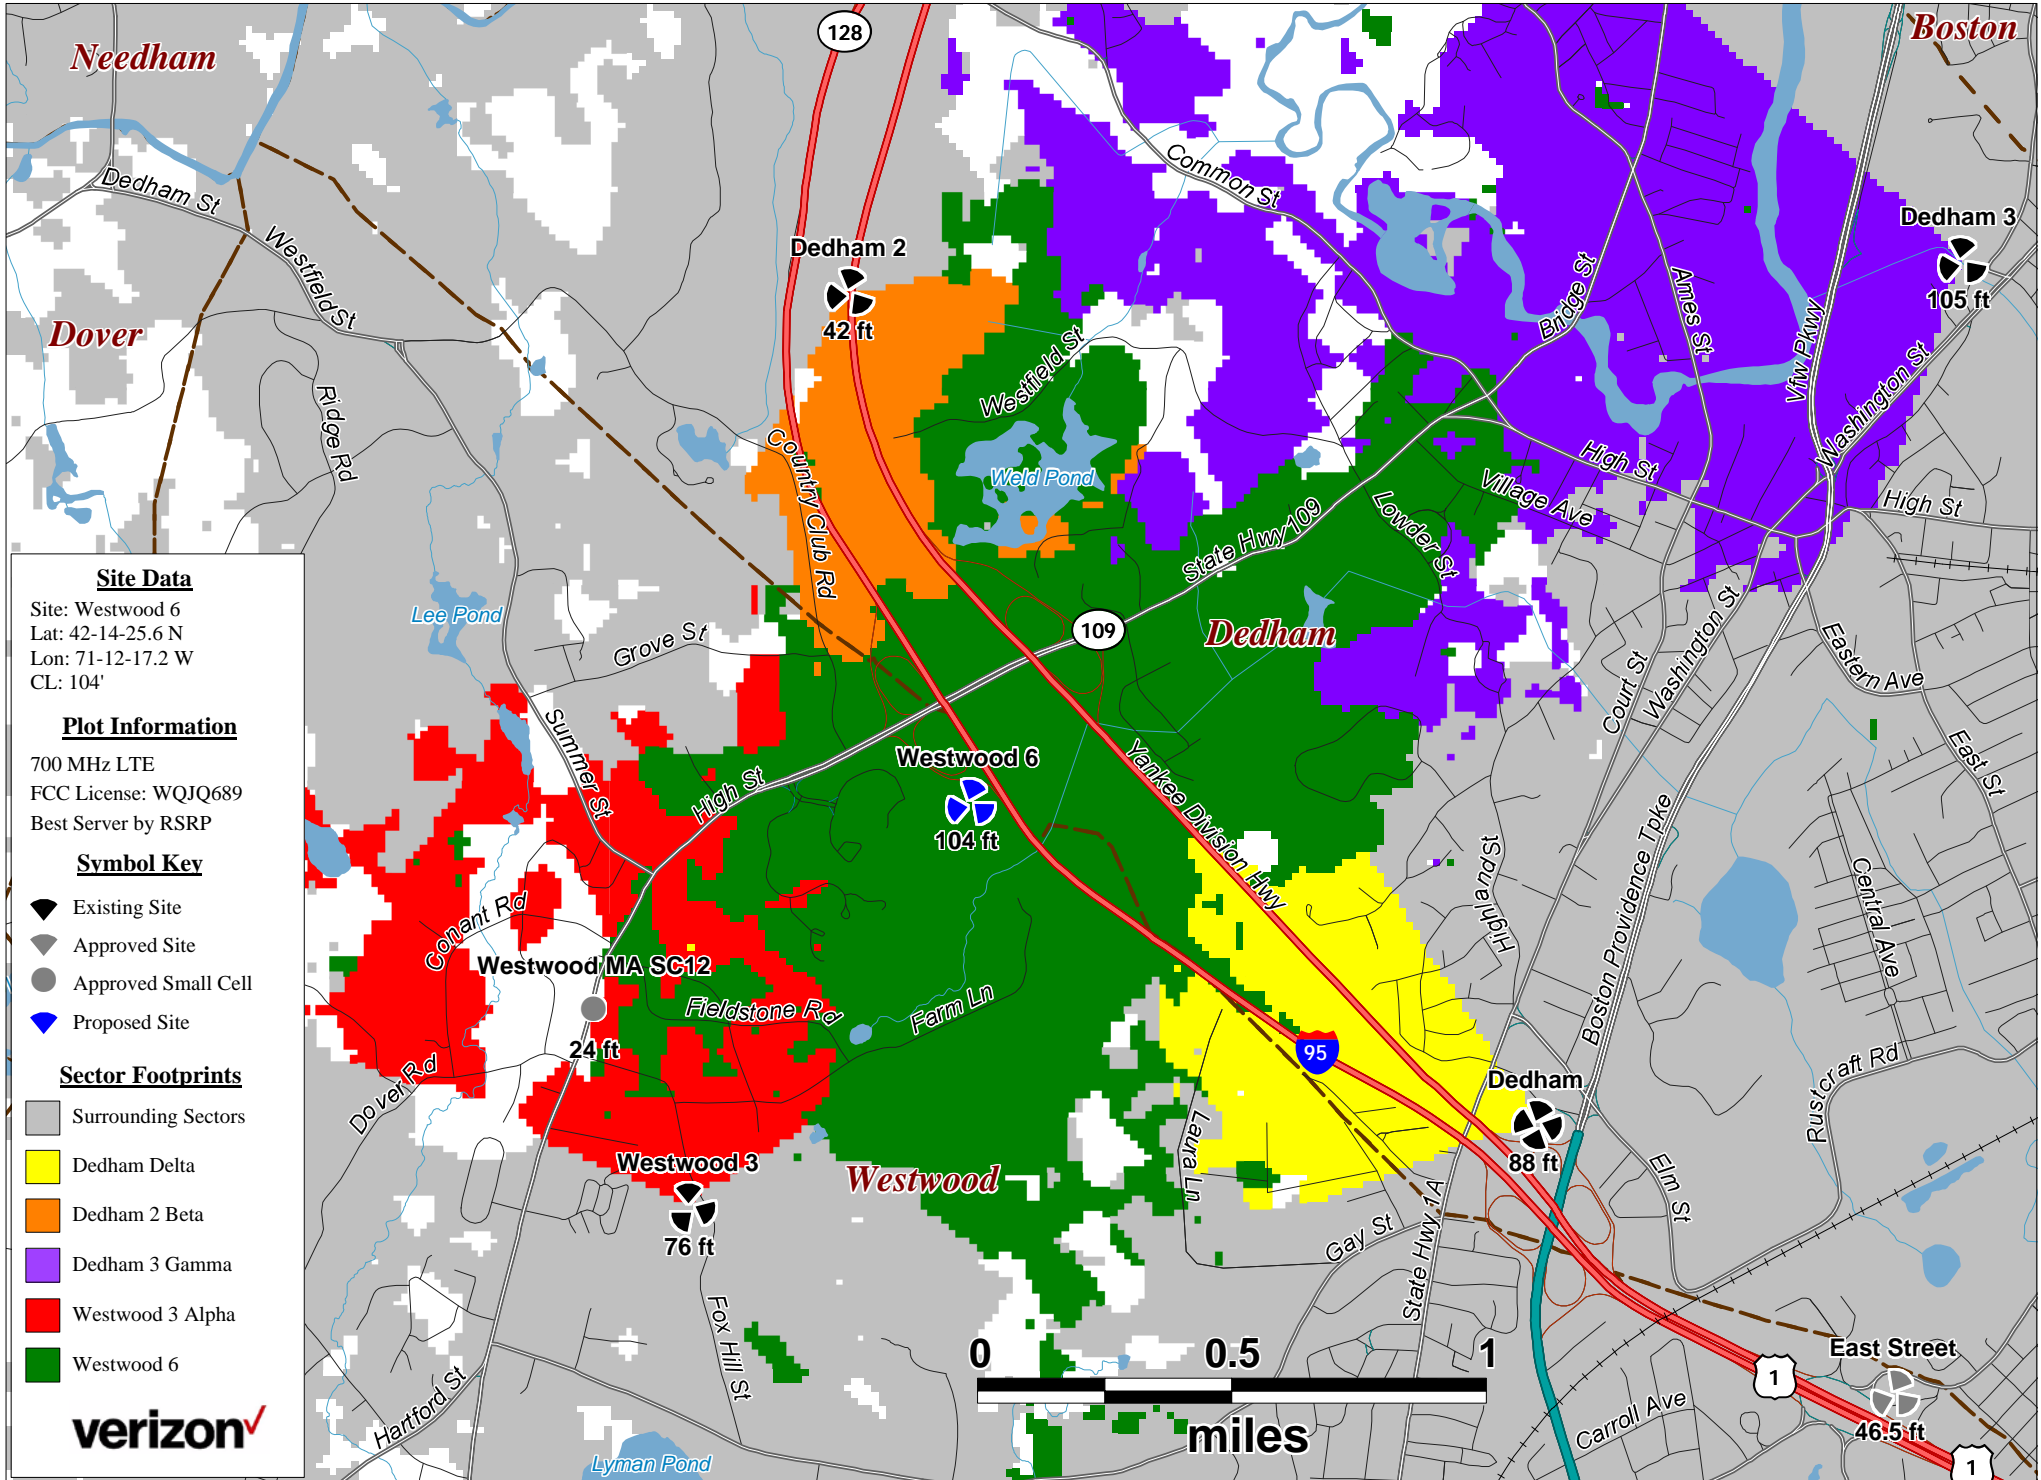 Needham
128
Boston
Dedham St
Common St
Dedham 3
105 ft
Westfield St
Dedham 2
42 ft
Dover
Bridge St
Ames St
Vfw Pkwy
Washington St
Westfield St
Ridge Rd
Country Club Rd
Weld Pond
High St
Village Ave
High St
Lowder St
State Hwy 109
Site Data
Site: Westwood 6
Lat: 42-14-25.6 N
Lon: 71-12-17.2 W
CL: 104'
Plot Information
700 MHz LTE
FCC License: WQJQ689
Best Server by RSRP
Symbol Key
Existing Site
Approved Site
Approved Small Cell
Proposed Site
Sector Footprints
Surrounding Sectors
Dedham Delta
Dedham 2 Beta
Dedham 3 Gamma
Westwood 3 Alpha
Westwood 6
verizon
Lee Pond
Grove St
109
Dedham
Court St
Washington St
Eastern Ave
East St
Summer St
High St
Westwood 6
104 ft
Yankee Division Hwy
Highland St
Boston Providence Tpke
Central Ave
Conant Rd
Westwood MA SC12
24 ft
Fieldstone Rd
Farm Ln
95
Dedham
88 ft
Rustcraft Rd
Dover Rd
Laura Ln
Elm St
Westwood 3
76 ft
Westwood
Gay St
State Hwy 1A
Fox Hill St
0 0.5 1
miles
East Street
46.5 ft
1
1
Hartford St
Lyman Pond
Carroll Ave